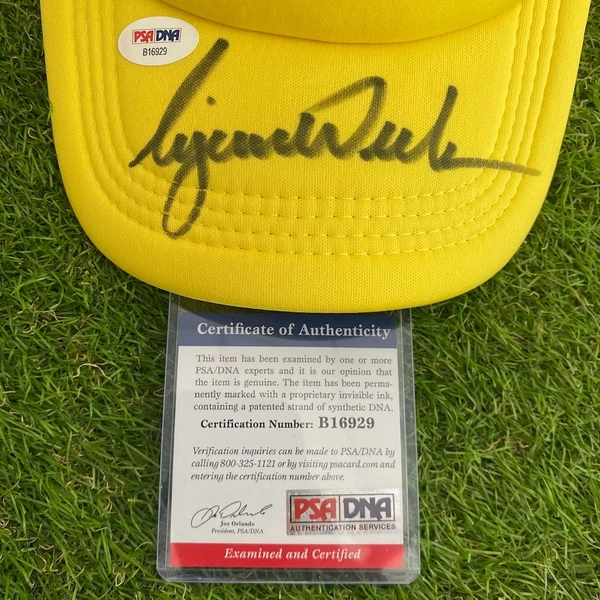 PSA DNA
B16929
Certificate of Authenticity
This item has been examined by one or more
PSA/DNA experts and it is our opinion that
the item is genuine. The item has been perma-
nently marked with a proprietary invisible ink,
containing a patented strand of synthetic DNA.
Certification Number: B16929
Verification inquiries can be made to PSA/DNA by
calling 800-325-1121 or by visiting psacard.com and
entering the certification number above.
Joe Orlando
President, PSA/DNA
PSA DNA
AUTHENTICATION SERVICES
Examined and Certified